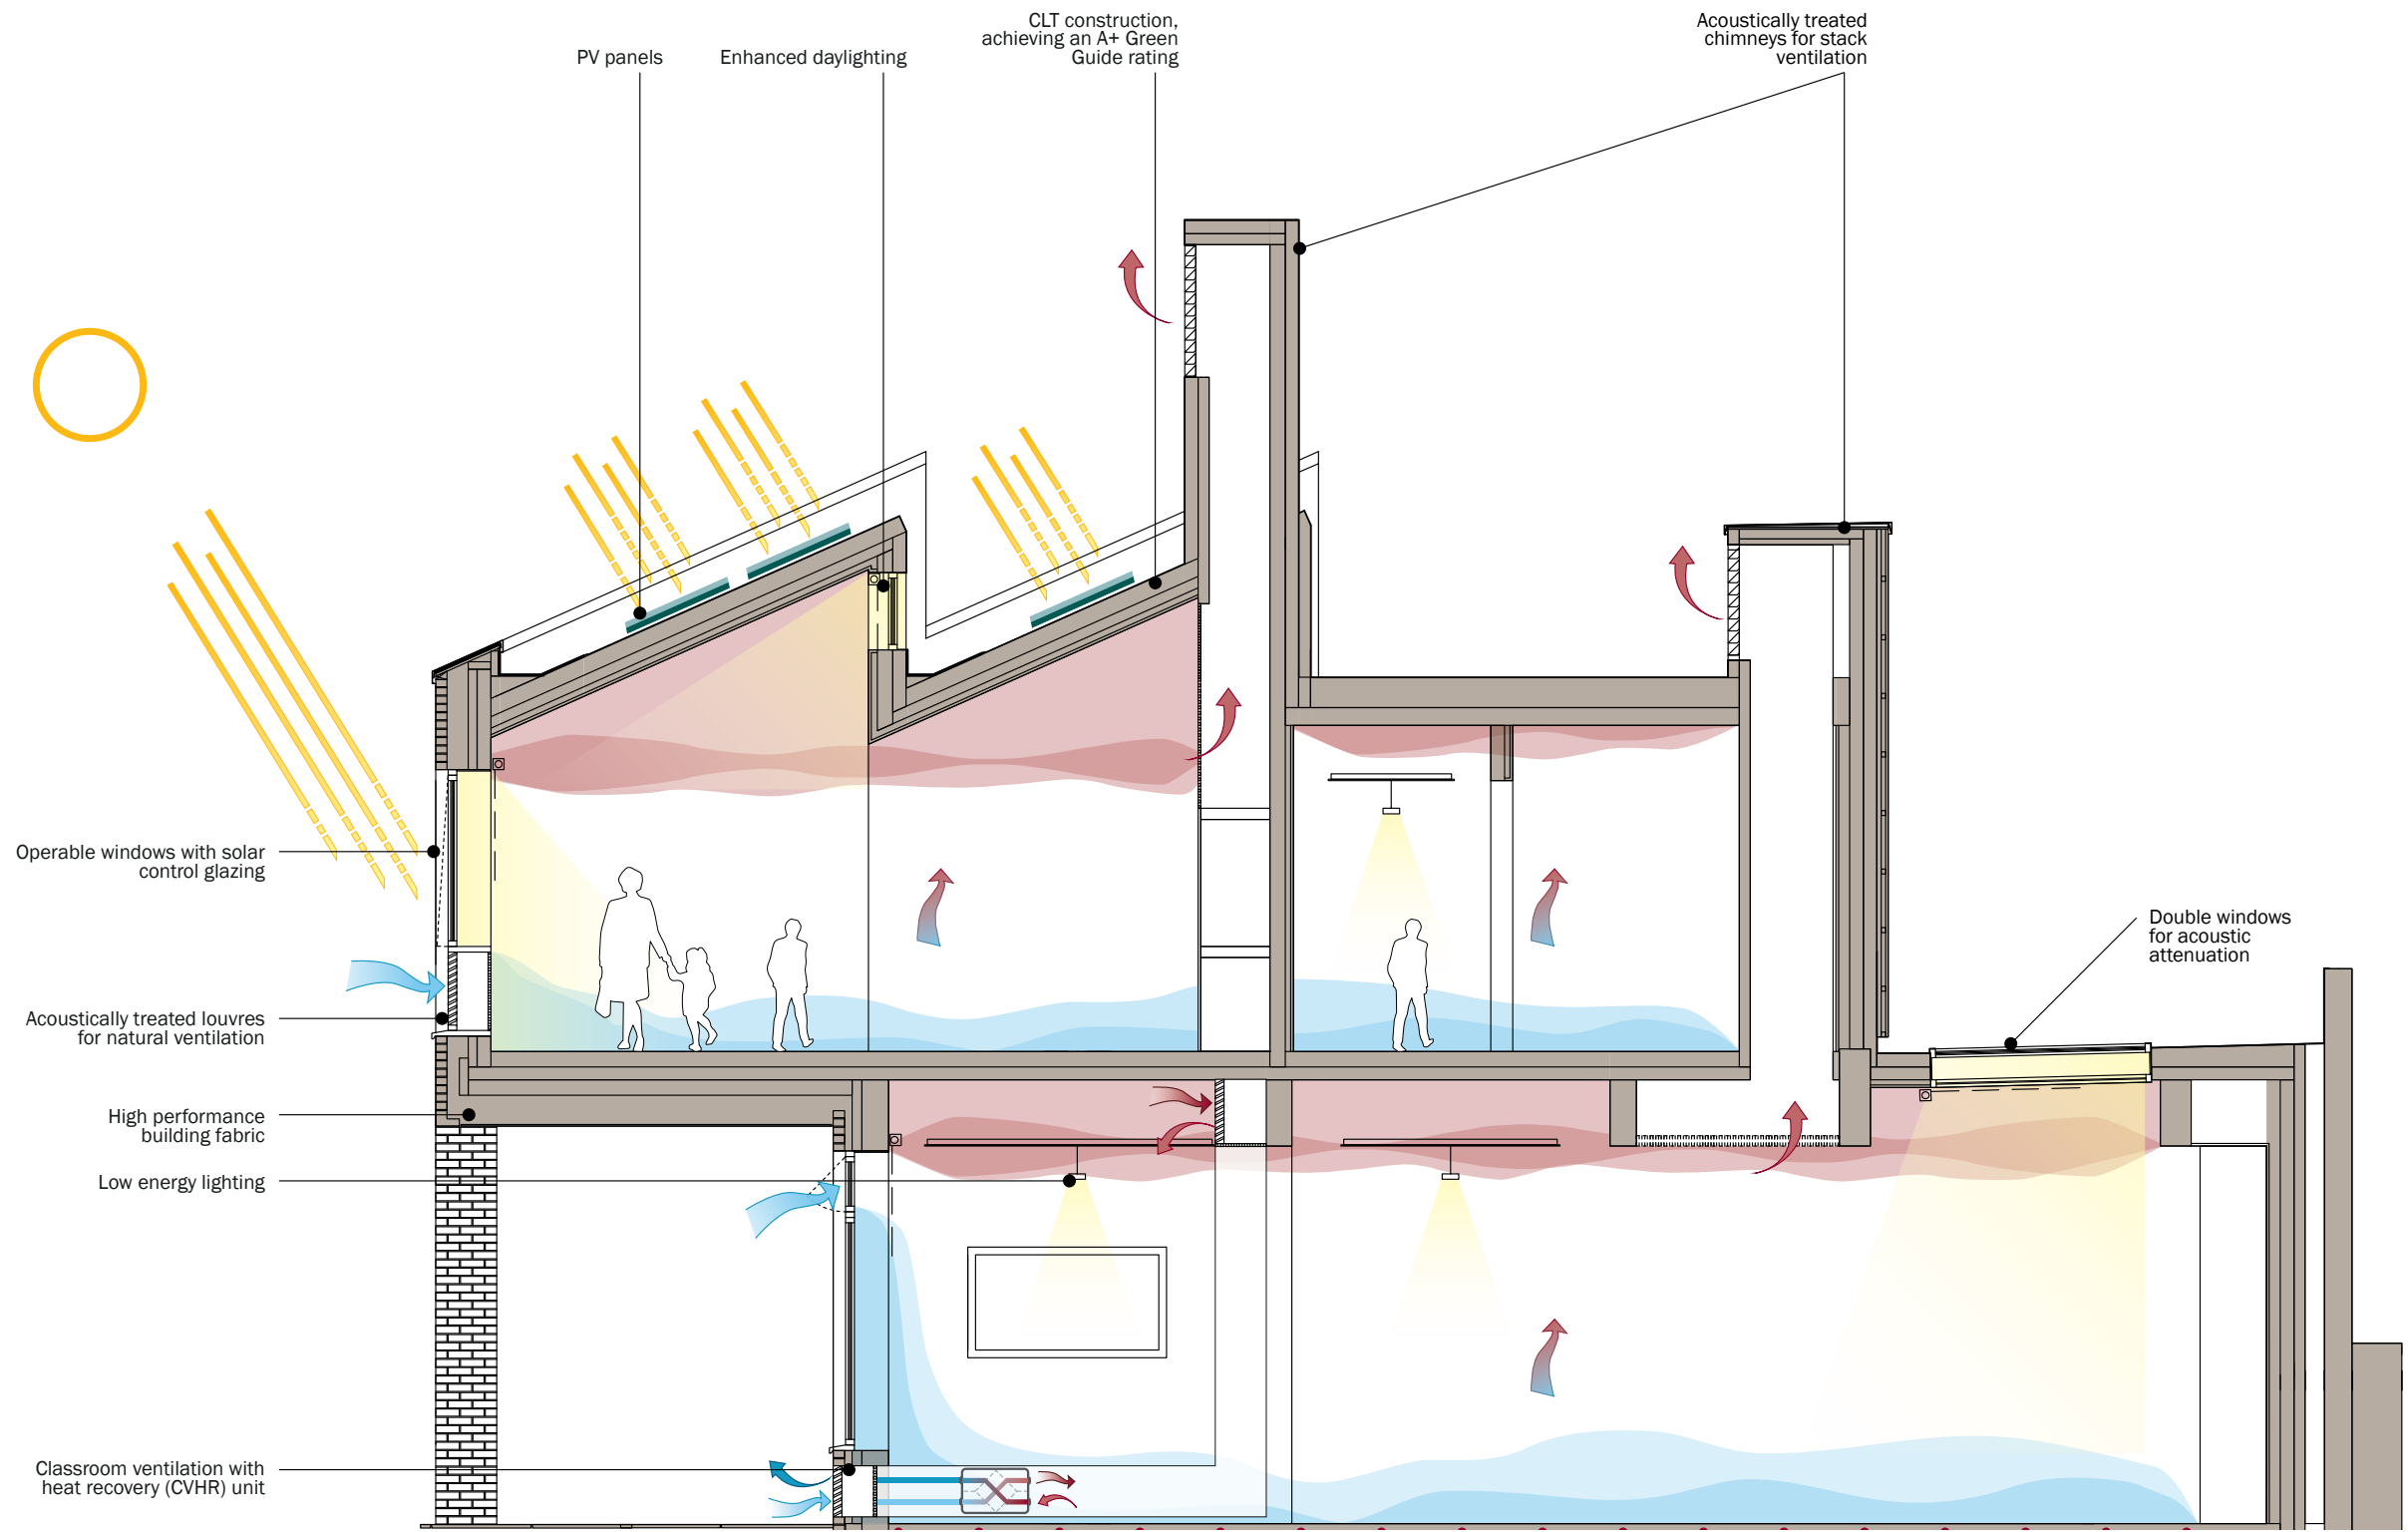 CLT construction,
achieving an A+ Green
Guide rating
Acoustically treated
chimneys for stack
ventilation
PV panels
Enhanced daylighting
Operable windows with solar
control glazing
Double windows
for acoustic
attenuation
Acoustically treated louvres
for natural ventilation
High performance
building fabric
Low energy lighting
Classroom ventilation with
heat recovery (CVHR) unit